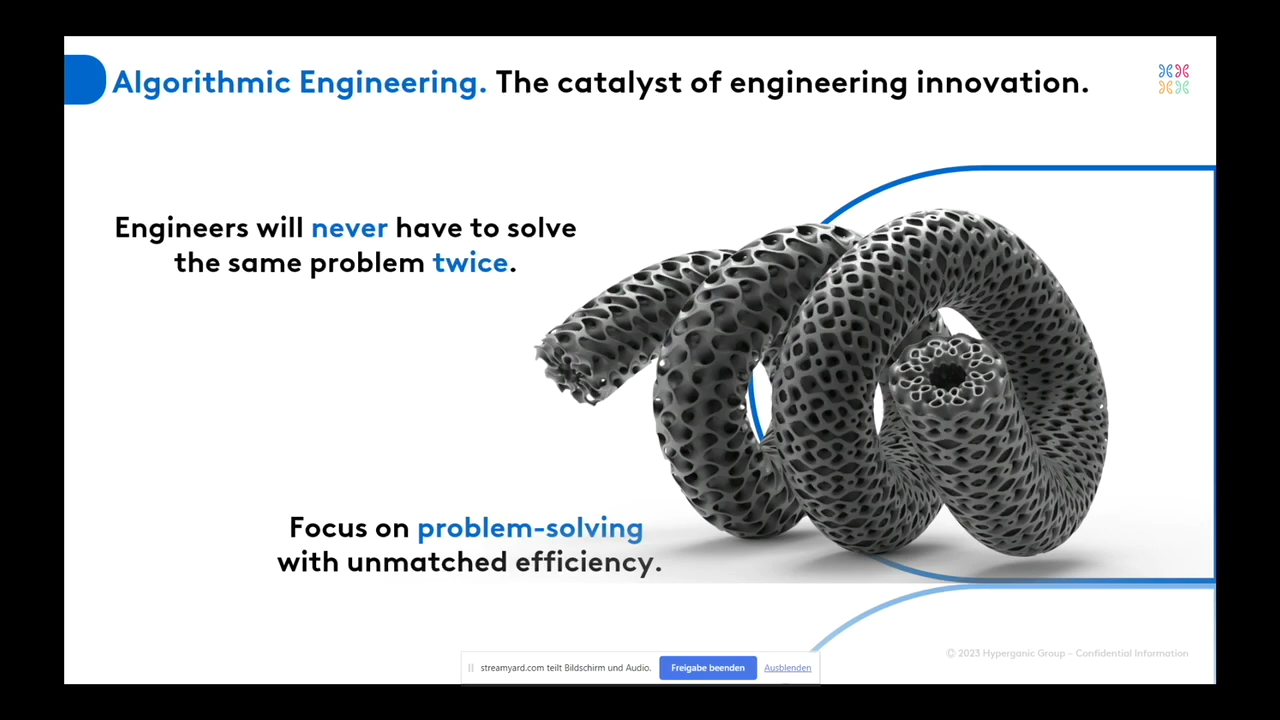 Algorithmic Engineering. The catalyst of engineering innovation.
Engineers will never have to solve
the same problem twice.
Focus on problem-solving
with unmatched efficiency.
© 2023 Hyperganic Group - Confidential Information
streamyard.com teilt Bildschirm und Audio. Freigabe beenden Ausblenden